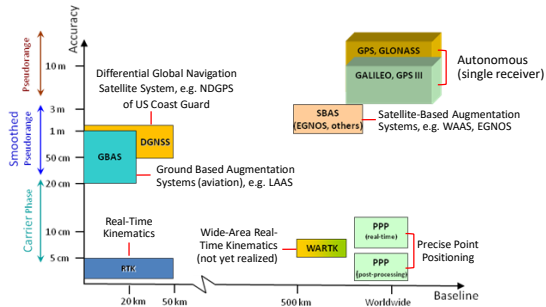 Accuracy
Pseudorange
Smoothed
Pseudorange
Carrier Phase
10 m
3 m
1 m
50 cm
20 cm
10 cm
5 cm
Differential Global Navigation
Satellite System, e.g. NDGPS
of US Coast Guard
GPS, GLONASS
GALILEO, GPS III
Autonomous
(single receiver)
SBAS
(EGNOS, others)
Satellite-Based Augmentation
Systems, e.g. WAAS, EGNOS
DGNSS
GBAS
Ground Based Augmentation
Systems (aviation), e.g. LAAS
Real-Time
Kinematics
RTK
Wide-Area Real-
Time Kinematics
(not yet realized)
WARTK
PPP
(real-time)
PPP
(post-processing)
Precise Point
Positioning
20 km
50 km
500 km
Worldwide
Baseline